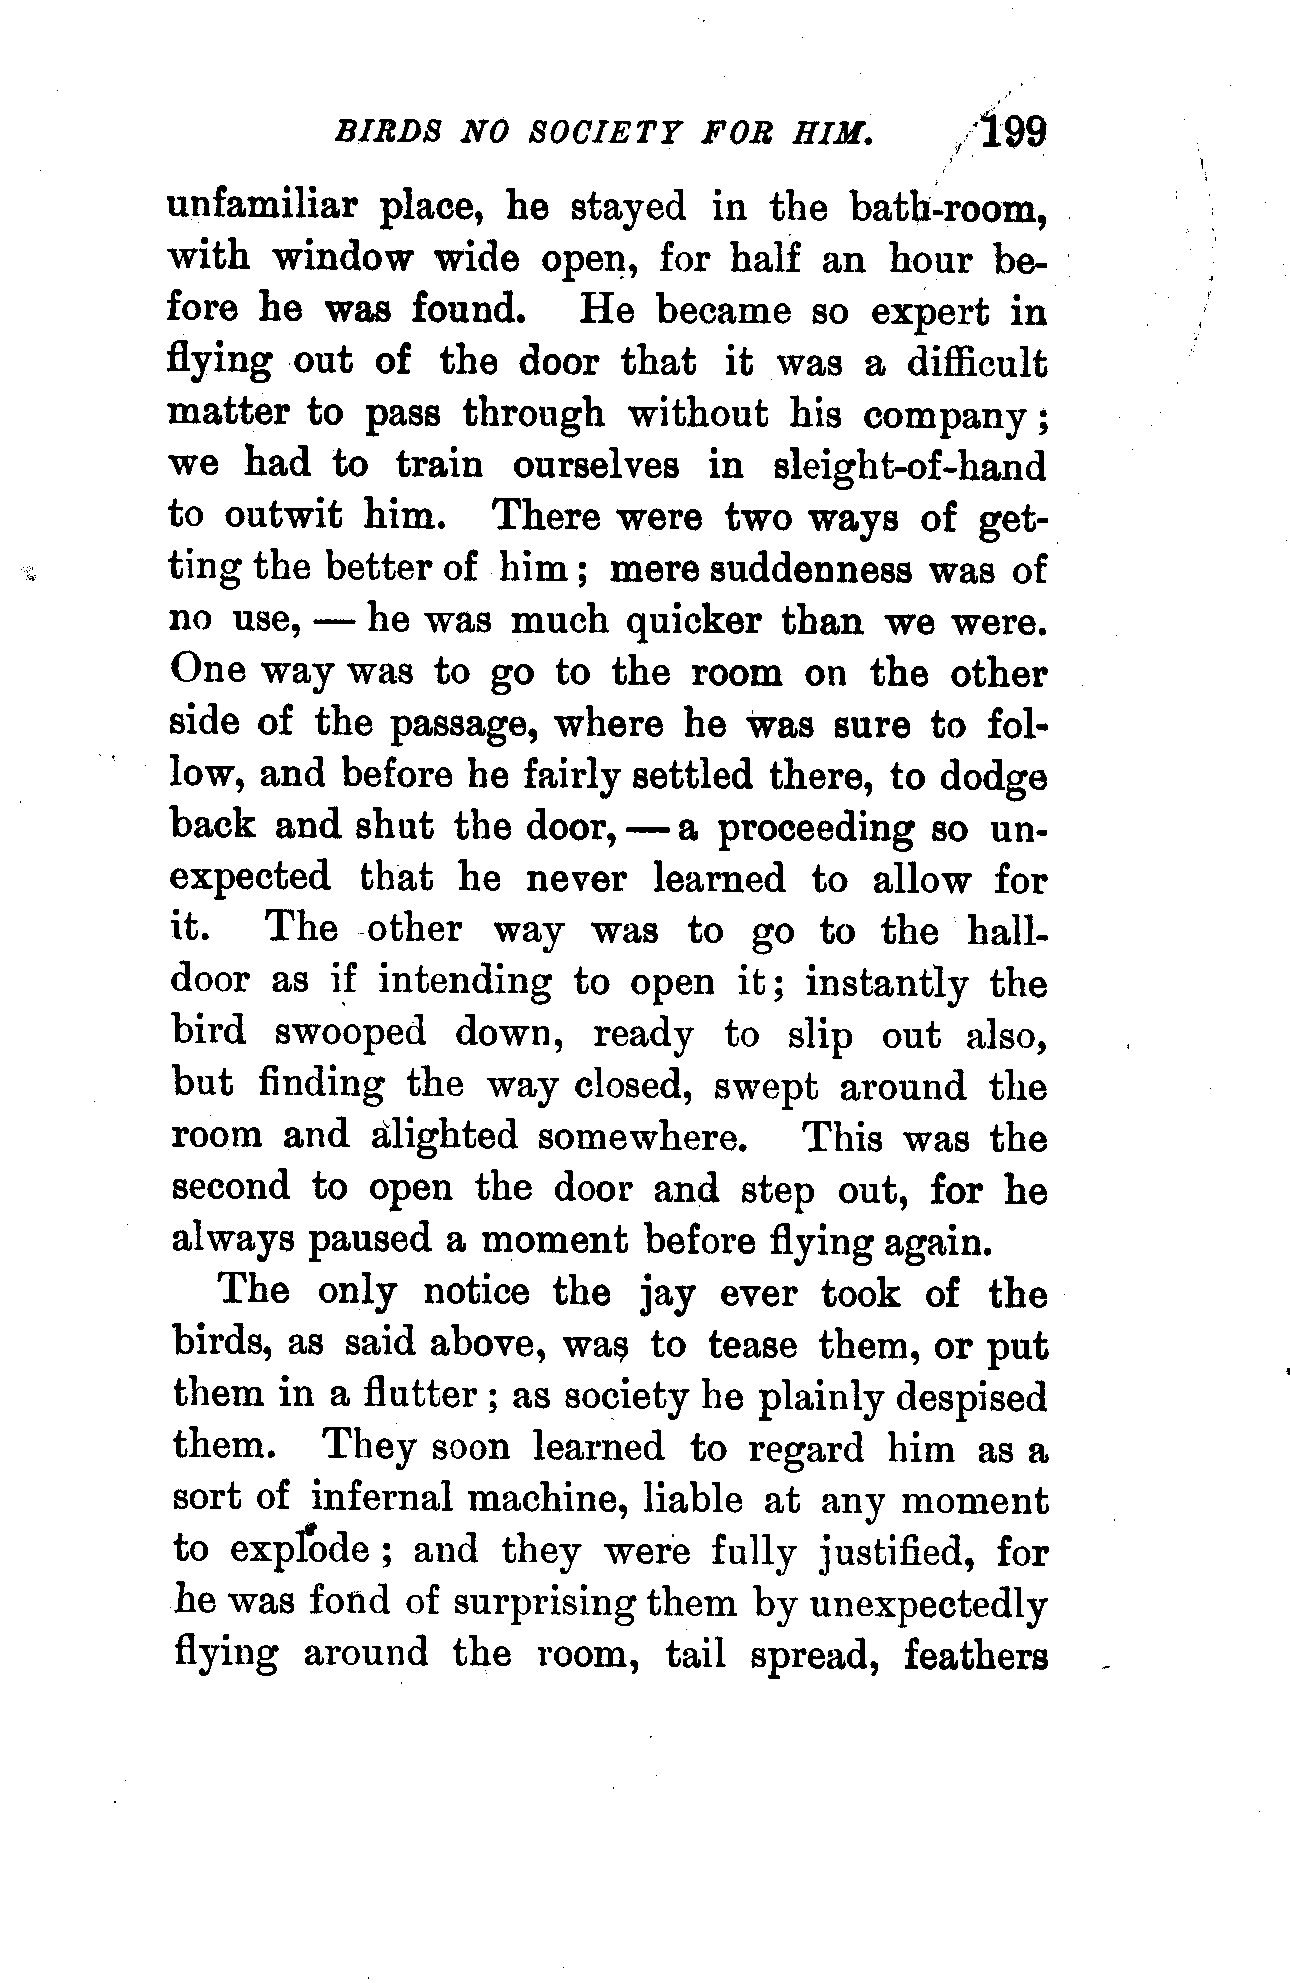 BIRDS NO SOCIETY FOR HIM. 199
unfamiliar place, he stayed in the bath-room,
with window wide open, for half an hour be-
fore he was found. He became so expert in
flying out of the door that it was a difficult
matter to pass through without his company;
we had to train ourselves in sleight-of-hand
to outwit him. There were two ways of get-
ting the better of him; mere suddenness was of
no use, — he was much quicker than we were.
One way was to go to the room on the other
side of the passage, where he was sure to fol-
low, and before he fairly settled there, to dodge
back and shut the door, — a proceeding so un-
expected that he never learned to allow for
it. The other way was to go to the hall-
door as if intending to open it; instantly the
bird swooped down, ready to slip out also,
but finding the way closed, swept around the
room and alighted somewhere. This was the
second to open the door and step out, for he
always paused a moment before flying again.
The only notice the jay ever took of the
birds, as said above, was to tease them, or put
them in a flutter; as society he plainly despised
them. They soon learned to regard him as a
sort of infernal machine, liable at any moment
to explode; and they were fully justified, for
he was fond of surprising them by unexpectedly
flying around the room, tail spread, feathers